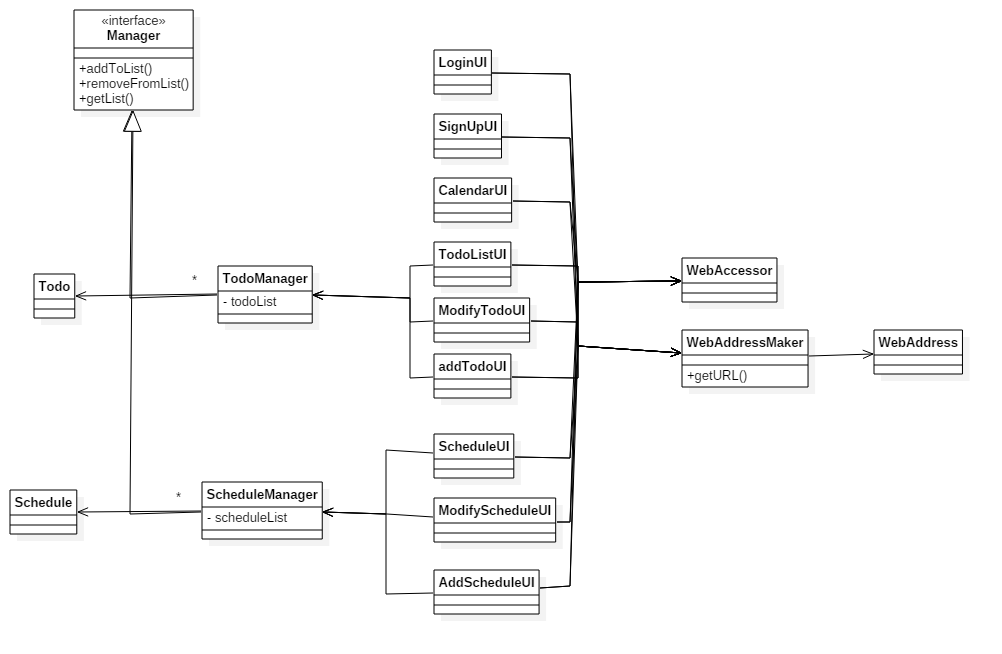 «interface»
Manager
+addToList()
+removeFromList()
+getList()
LoginUI
SignUpUI
CalendarUI
TodoListUI
ModifyTodoUI
addTodoUI
ScheduleUI
ModifyScheduleUI
AddScheduleUI
Todo
*
TodoManager
- todoList
Schedule
*
ScheduleManager
- scheduleList
WebAccessor
WebAddressMaker
+getURL()
WebAddress